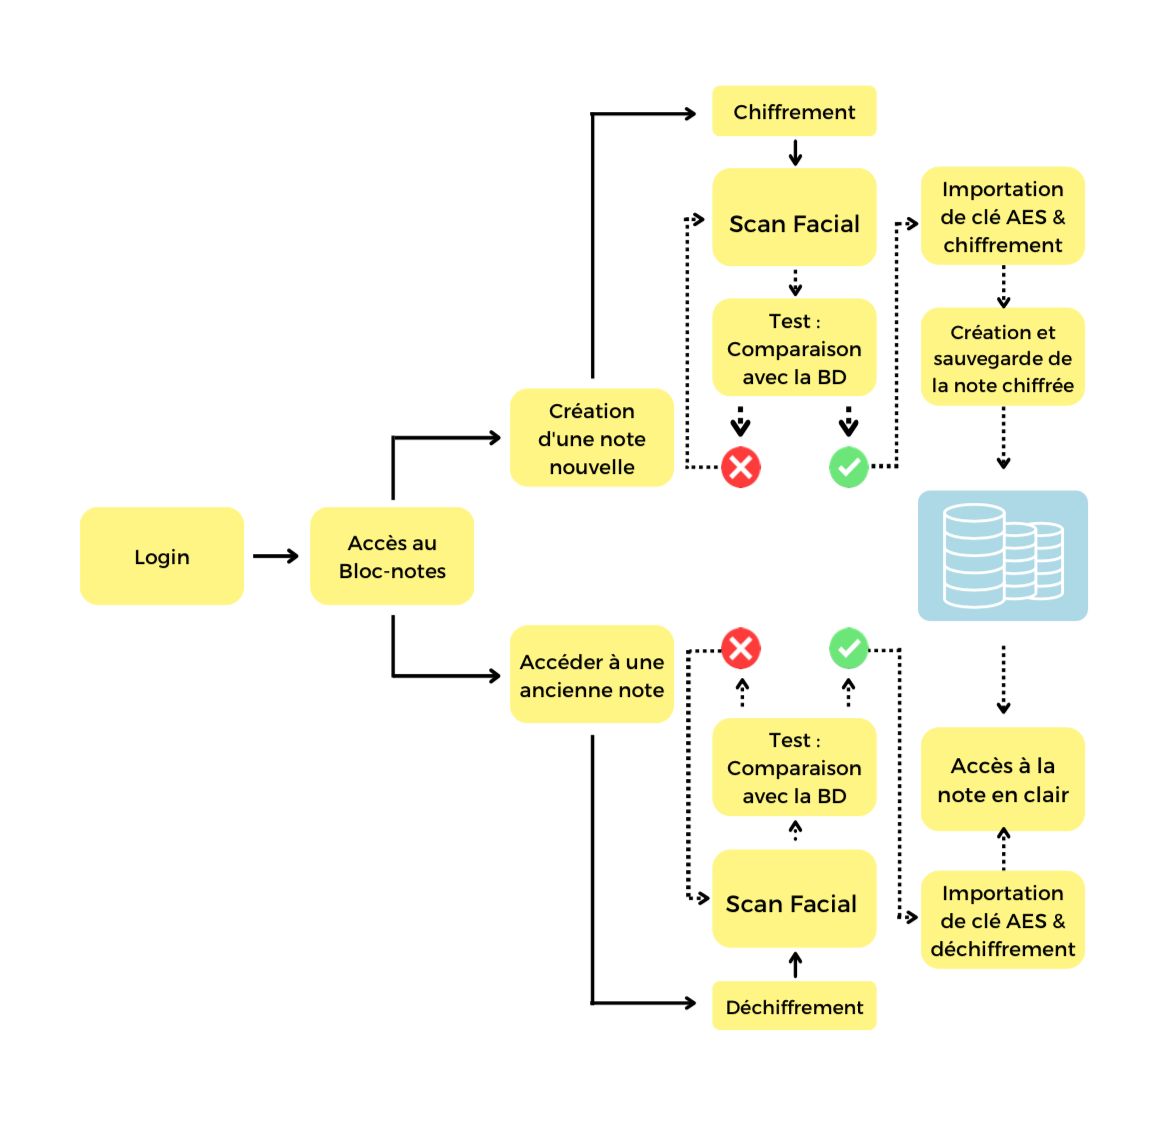 Login
Accès au
Bloc-notes
Création
d'une note
nouvelle
Chiffrement
Scan Facial
Test :
Comparaison
avec la BD
Importation
de clé AES &
chiffrement
Création et
sauvegarde de
la note chiffrée
Accéder à une
ancienne note
Test :
Comparaison
avec la BD
Scan Facial
Déchiffrement
Accès à la
note en clair
Importation
de clé AES &
déchiffrement